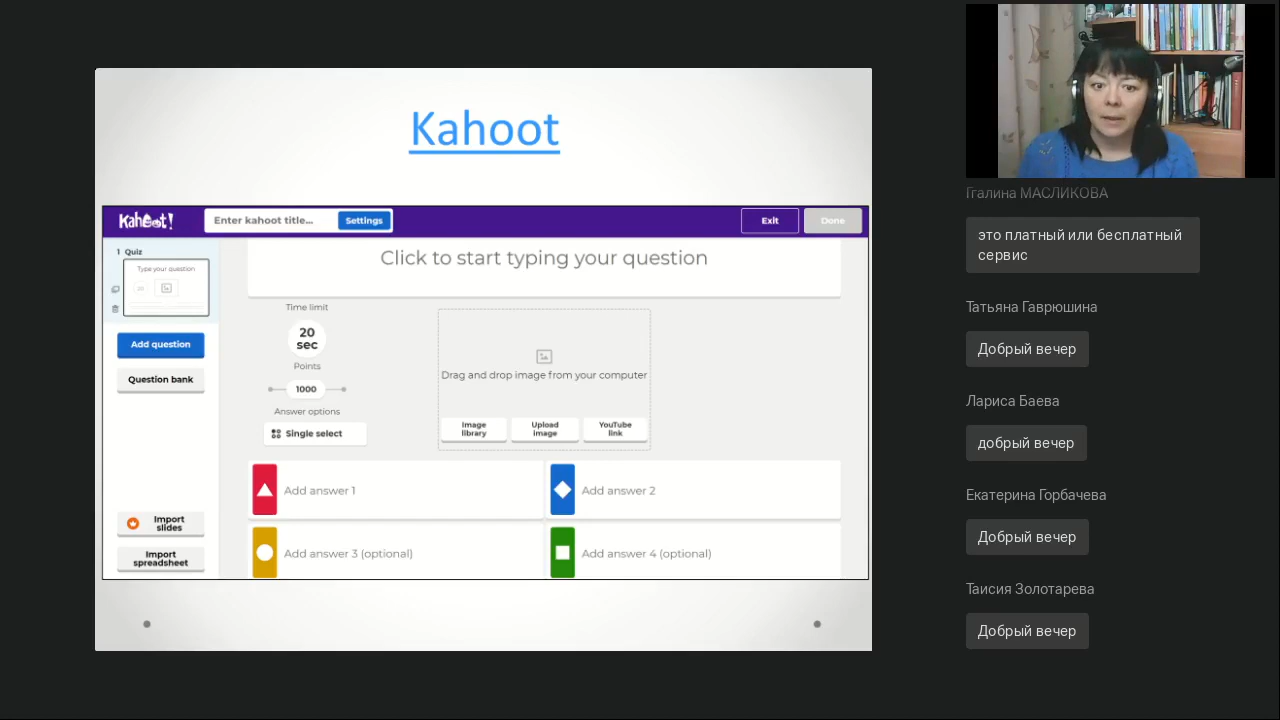 Kahoot
Kahoot!
Enter kahoot title...
Settings
Exit
Done
1 Quiz
Type your question
Add question
Question bank
Import
slides
Import
spreadsheet
Click to start typing your question
Time limit
20
sec
Points
1000
Answer options
Single select
Drag and drop image from your computer
Image
library
Upload
image
YouTube
link
Add answer 1
Add answer 2
Add answer 3 (optional)
Add answer 4 (optional)
Ггалина МАСЛИКОВА
это платный или бесплатный
сервис
Татьяна Гаврюшина
Добрый вечер
Лариса Баева
добрый вечер
Екатерина Горбачева
Добрый вечер
Таисия Золотарева
Добрый вечер